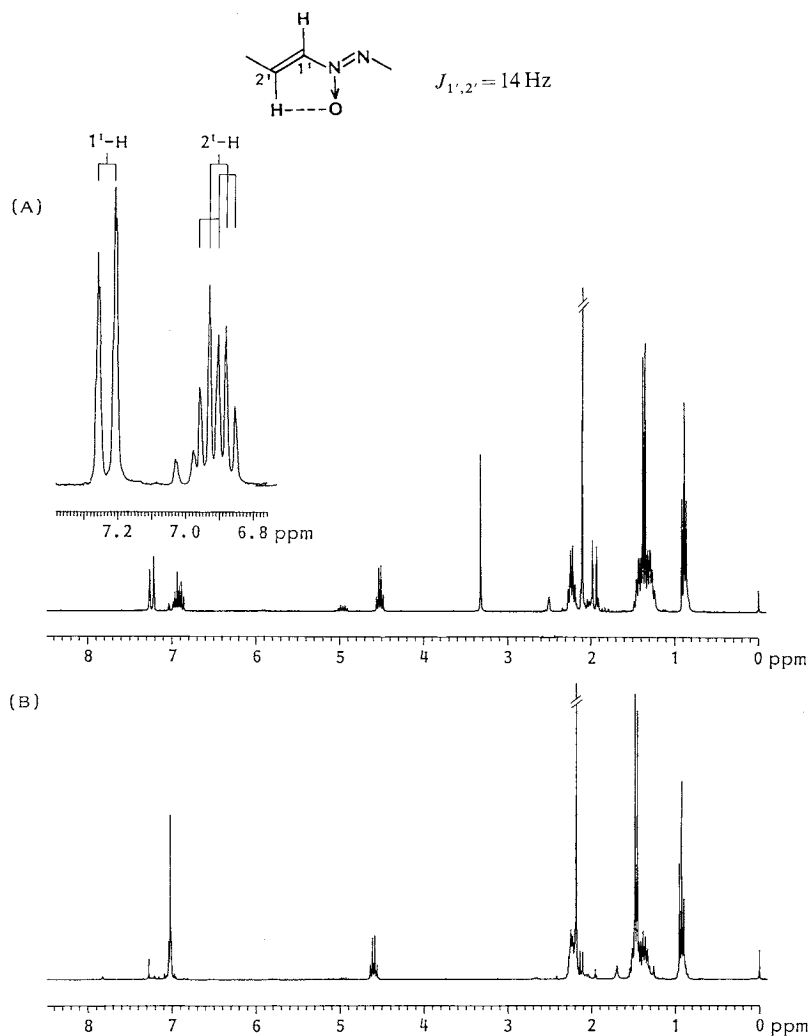 H
2' 1' N=N
H----O
J1',2' = 14 Hz
1'-H 2'-H
(A)
7.2 7.0 6.8 ppm
8 7 6 5 4 3 2 1 0 ppm
(B)
8 7 6 5 4 3 2 1 0 ppm